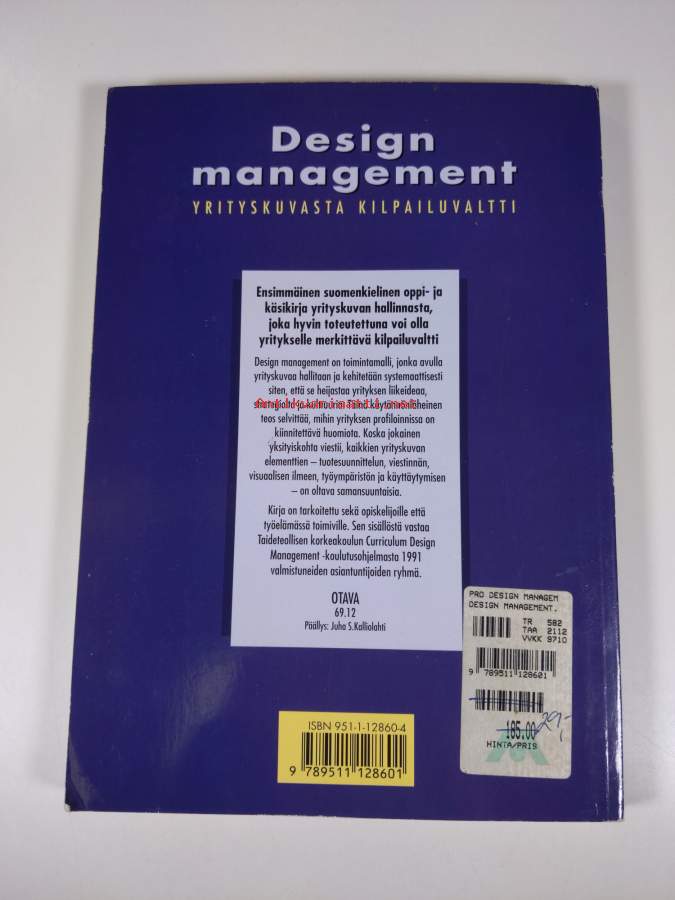 Design
management
YRITYSKUVASTA KILPAILUVALTTI
Ensimmäinen suomenkielinen oppi- ja
käsikirja yrityskuvan hallinnasta,
joka hyvin toteutettuna voi olla
yritykselle merkittävä kilpailuvaltti
Design management on toimintamalli, jonka avulla
yrityskuvaa hallitaan ja kehitetään systemaattisesti
siten, että se heijastaa yrityksen liikeideaa,
teos selvittää, mihin yrityksen profiloinnissa on
kiinnitettävä huomiota. Koska jokainen
yksityiskohta viestii, kaikkien yrityskuvan
elementtien – tuotesuunnittelun, viestinnän,
visuaalisen ilmeen, työympäristön ja käyttäytymisen
– on oltava samansuuntaisia.
Kirja on tarkoitettu sekä opiskelijoille että
työelämässä toimiville. Sen sisällöstä vastaa
Taideteollisen korkeakoulun Curriculum Design
Management -koulutusohjelmasta 1991
valmistuneiden asiantuntijoiden ryhmä.
OTAVA
69.12
Päällys: Juha S.Kalliolahti
PRO DESIGN MANAGEM
DESIGN MANAGEMENT.
TR 582
TAA 2112
VVKK 9710
9 789511 128601
185.00 29,-
HINTA/PRIS
ISBN 951-1-12860-4
9 789511 128601